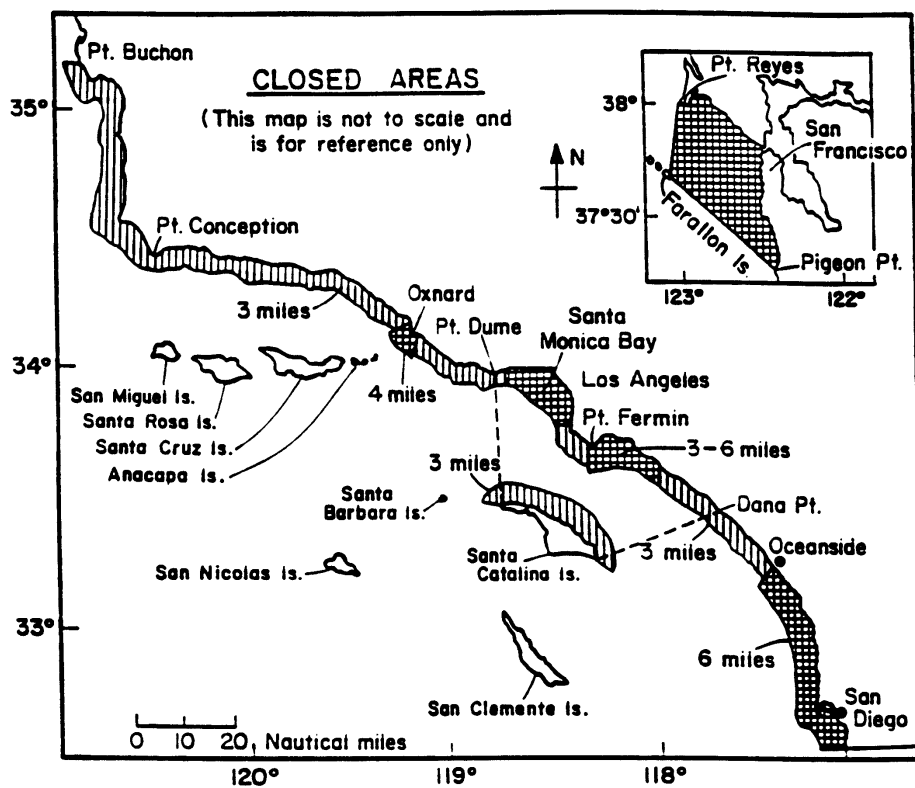 Pt. Buchon
CLOSED AREAS
(This map is not to scale and
is for reference only)
N
Pt. Reyes
38°
San
Francisco
37°30'
Farallon Is.
Pigeon Pt.
123°
122°
35°
Pt. Conception
3 miles
Oxnard
Pt. Dume
Santa
Monica Bay
34°
4 miles
Los Angeles
San Miguel Is.
Santa Rosa Is.
Santa Cruz Is.
Anacapa Is.
Pt. Fermin
3-6 miles
3 miles
Santa
Barbara Is.
Dana Pt.
3 miles
Oceanside
Santa
Catalina Is.
San Nicolas Is.
33°
6 miles
San Clemente Is.
San
Diego
0 10 20 Nautical miles
120°
119°
118°